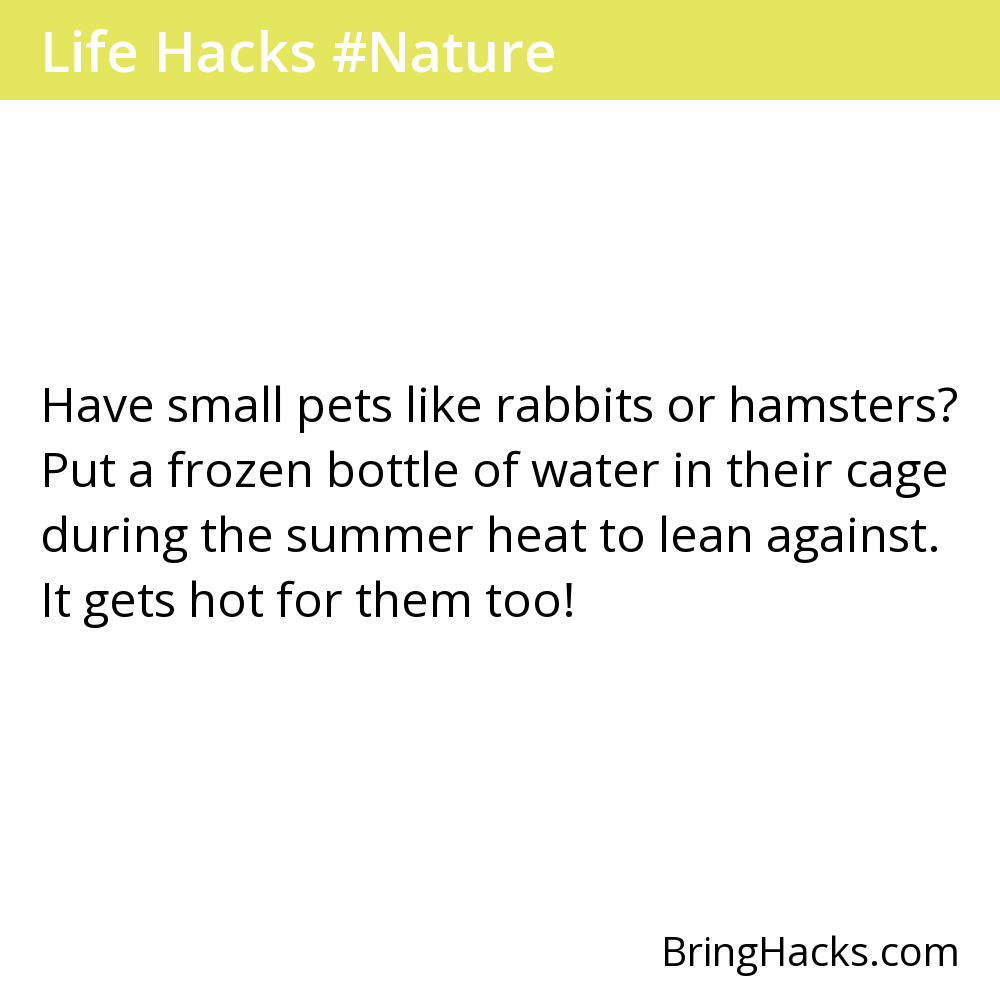 Life Hacks #Nature
Have small pets like rabbits or hamsters?
Put a frozen bottle of water in their cage
during the summer heat to lean against.
It gets hot for them too!
BringHacks.com